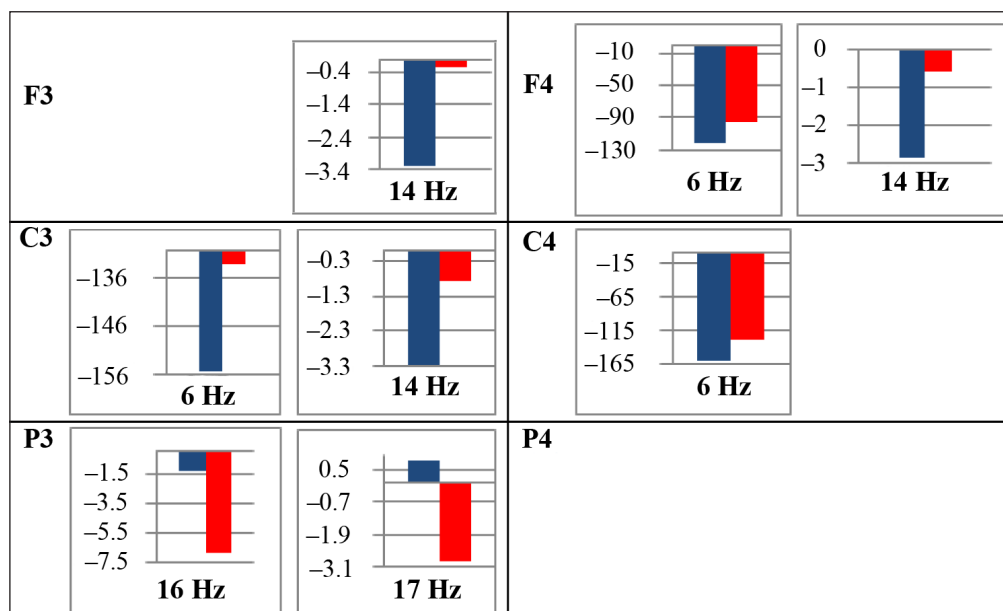 F3
–0.4
–1.4
–2.4
–3.4
14 Hz
F4
–10
–50
–90
–130
6 Hz
0
–1
–2
–3
14 Hz
C3
–136
–146
–156
6 Hz
–0.3
–1.3
–2.3
–3.3
14 Hz
C4
–15
–65
–115
–165
6 Hz
P3
–1.5
–3.5
–5.5
–7.5
16 Hz
0.5
–0.7
–1.9
–3.1
17 Hz
P4